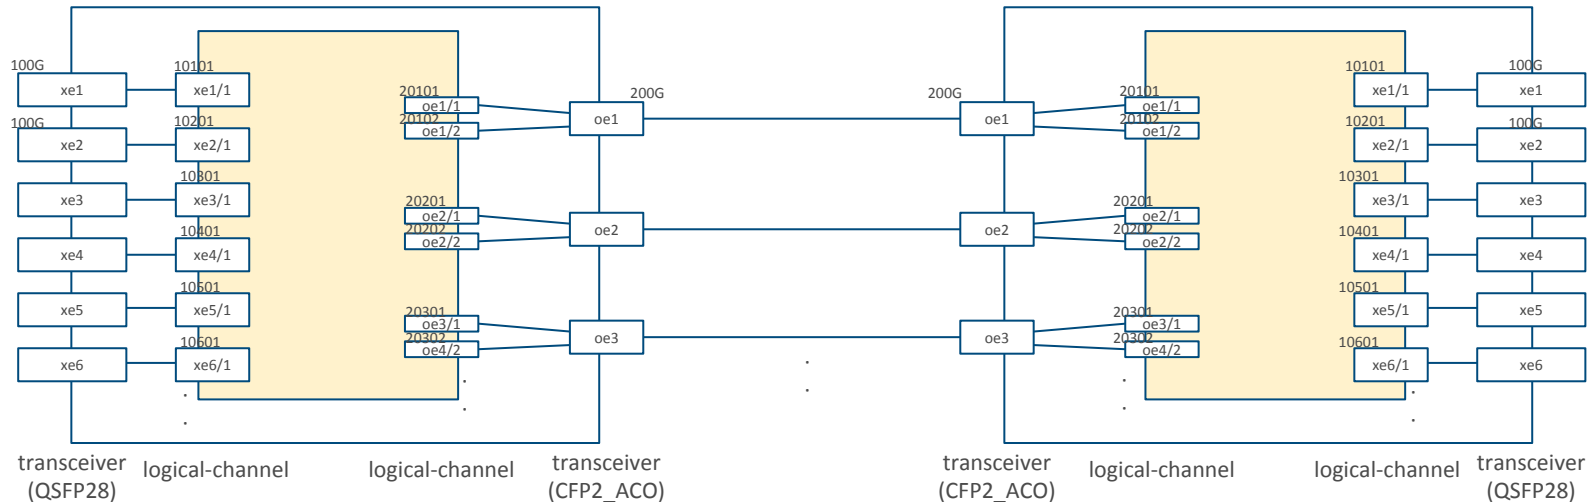 100G
xe1
100G
xe2
xe3
xe4
xe5
xe6
10101
xe1/1
10201
xe2/1
10301
xe3/1
10401
xe4/1
10501
xe5/1
10601
xe6/1
20101
oe1/1
20102
oe1/2
20201
oe2/1
20202
oe2/2
20301
oe3/1
20302
oe4/2
200G
oe1
oe2
oe3
200G
oe1
oe2
oe3
20101
oe1/1
20102
oe1/2
20201
oe2/1
20202
oe2/2
20301
oe3/1
20302
oe4/2
10101
xe1/1
10201
xe2/1
10301
xe3/1
10401
xe4/1
10501
xe5/1
10601
xe6/1
100G
xe1
100G
xe2
xe3
xe4
xe5
xe6
transceiver
(QSFP28)
logical-channel
logical-channel
transceiver
(CFP2_ACO)
transceiver
(CFP2_ACO)
logical-channel
logical-channel
transceiver
(QSFP28)